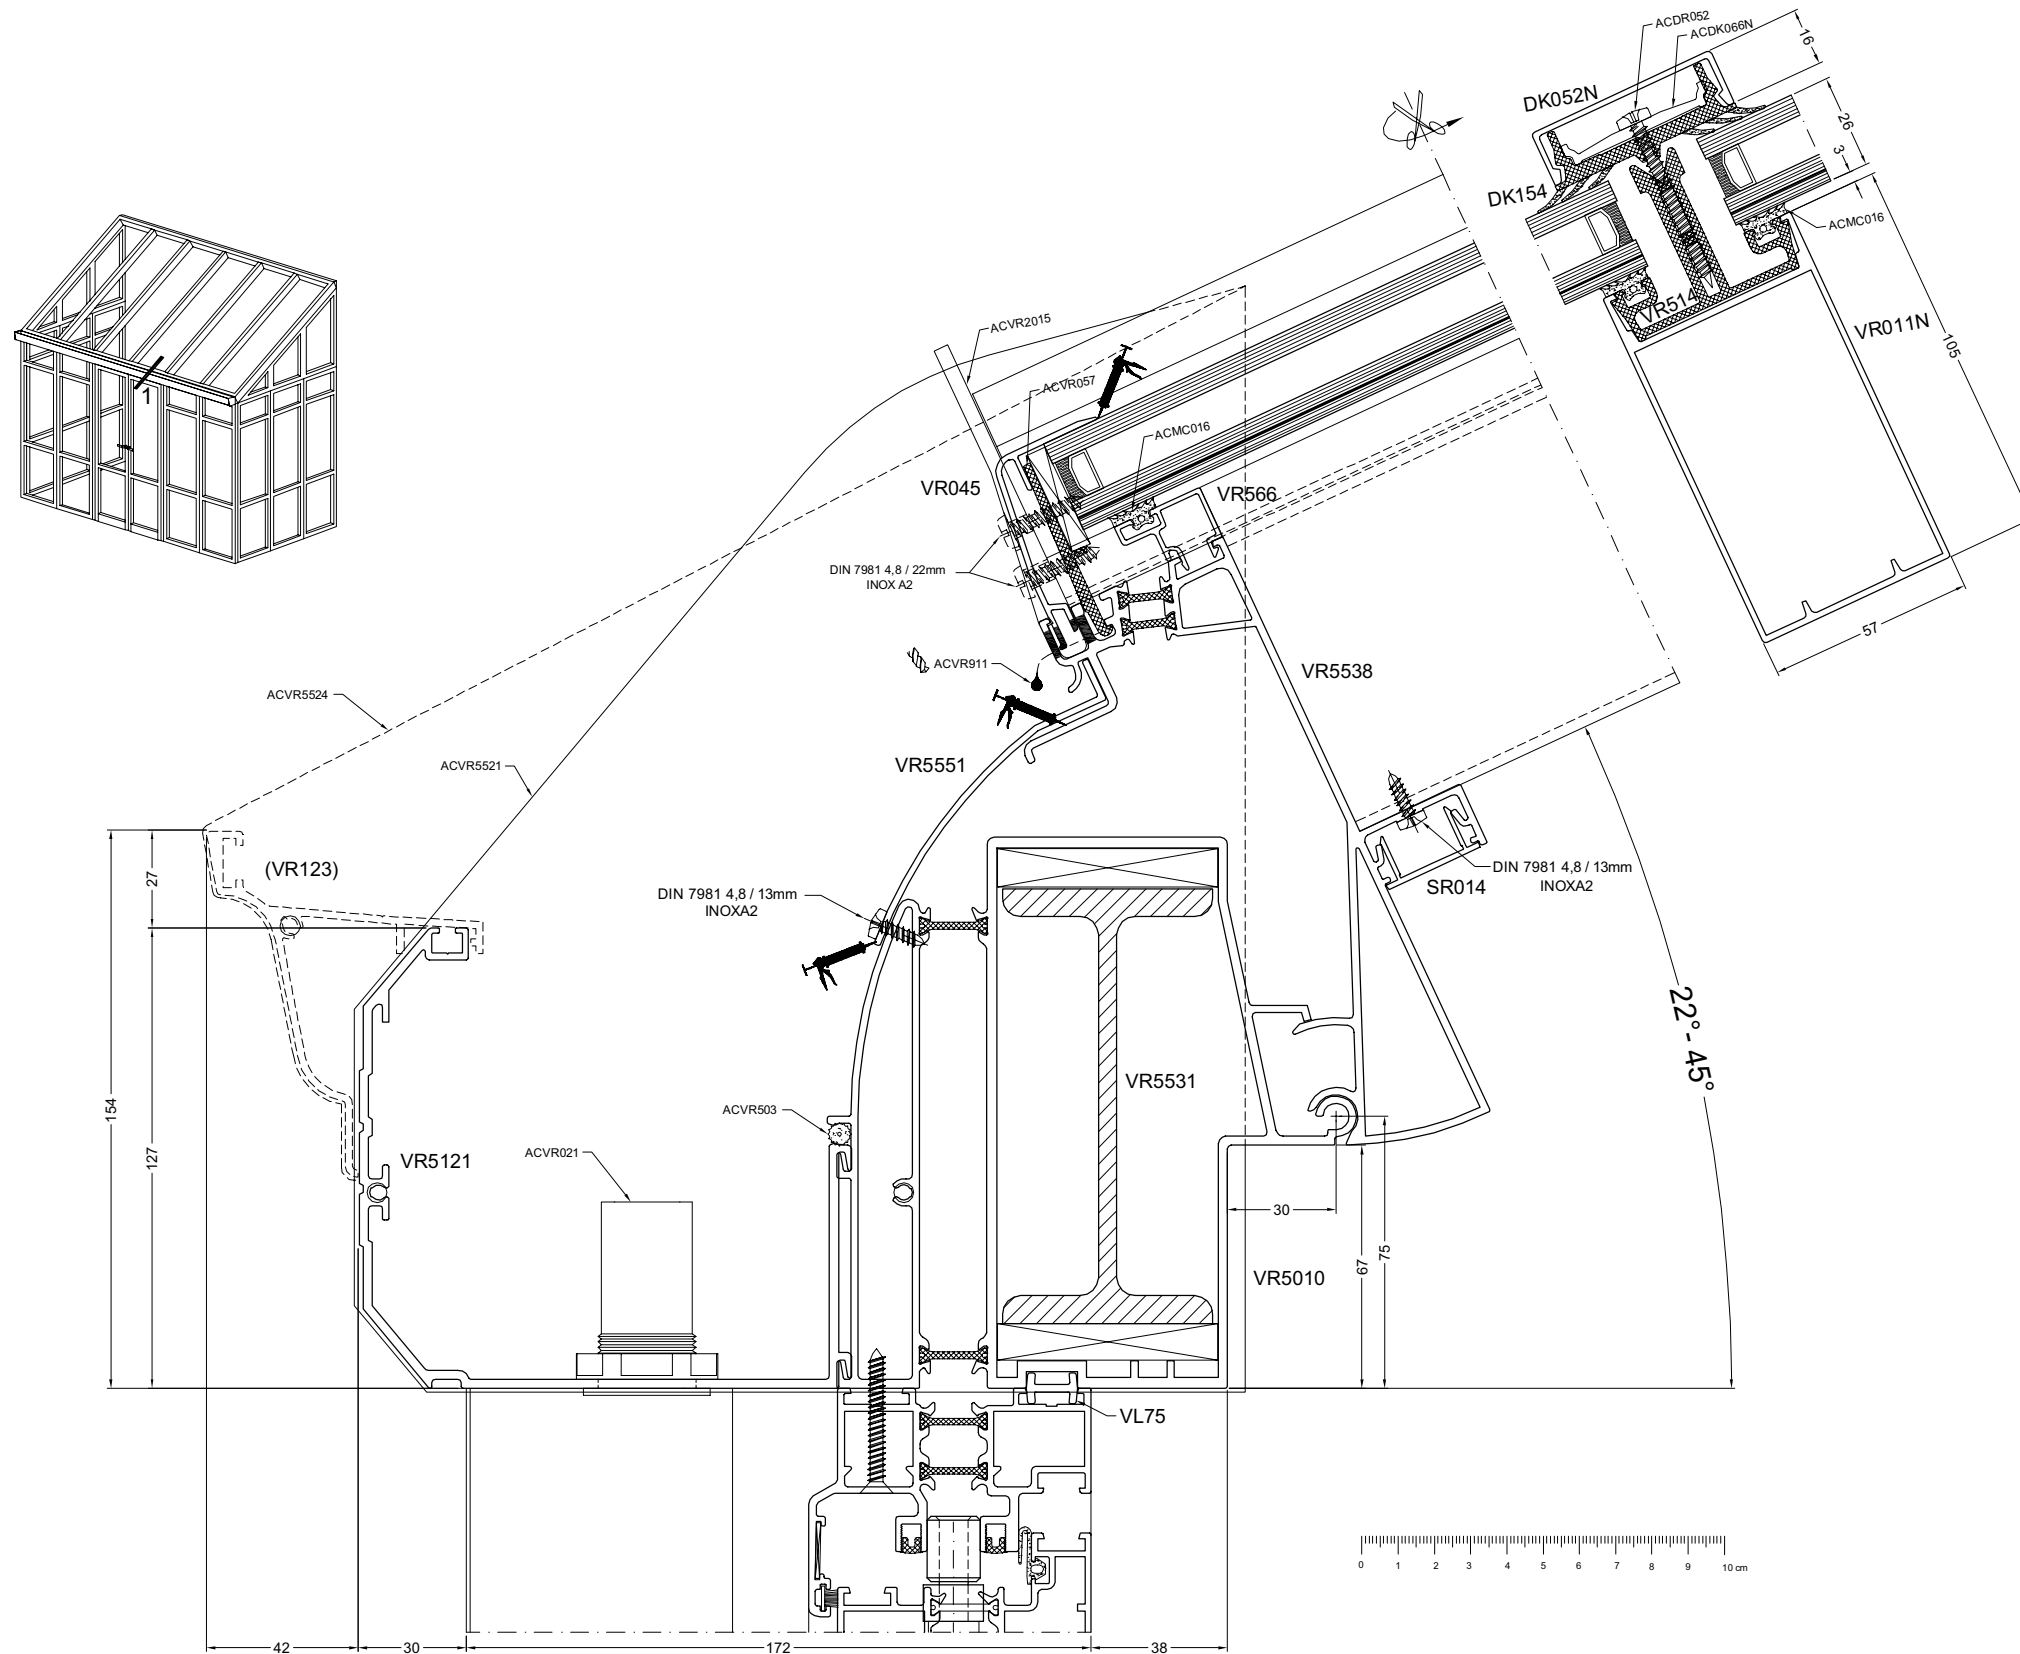 ACDR052
ACDK066N
16
DK052N
26
3
DK154
ACMC016
VR514
VR011N
105
57
1
ACVR2015
ACVR057
ACMC016
VR045
VR566
DIN 7981 4,8 / 22mm
INOX A2
ACVR911
VR5538
ACVR5524
ACVR5521
VR5551
(VR123)
27
DIN 7981 4,8 / 13mm
INOXA2
DIN 7981 4,8 / 13mm
INOXA2
SR014
22°- 45°
154
127
VR5531
ACVR503
VR5121
ACVR021
30
67
75
VR5010
VL75
0 1 2 3 4 5 6 7 8 9 10 cm
42 30 172 38